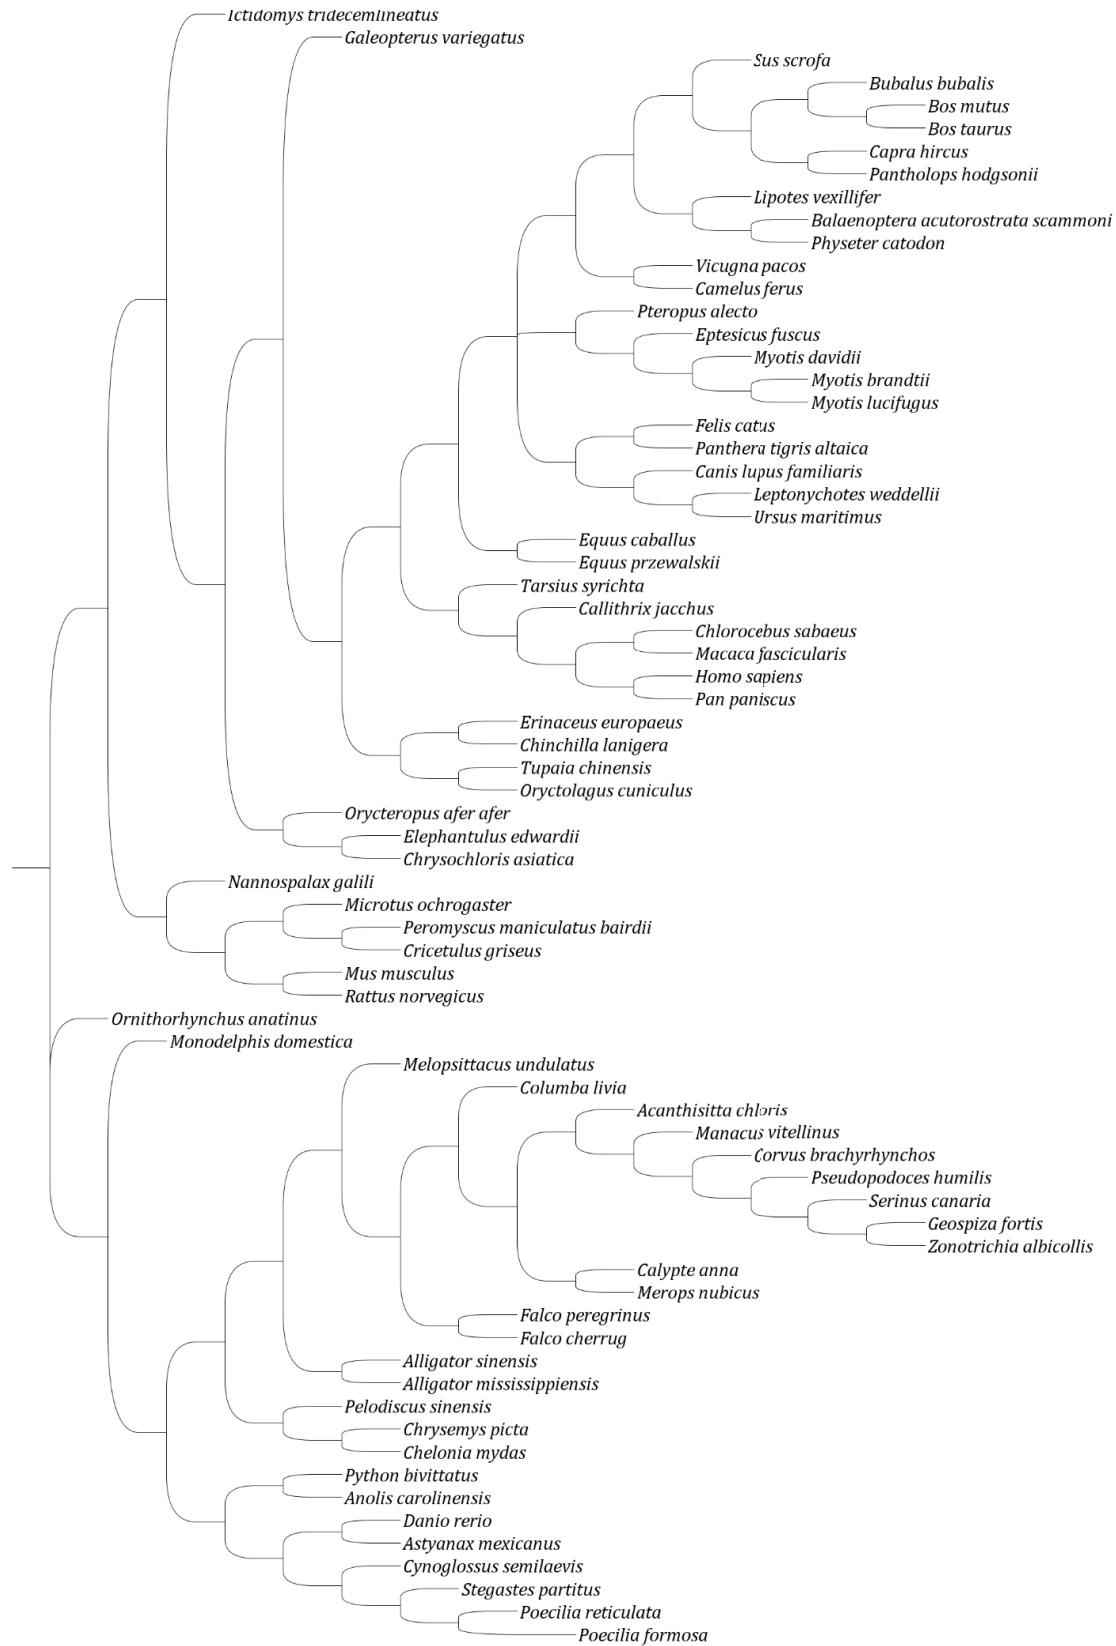 Ictidomys tridecemlineatus
Galeopterus variegatus
Sus scrofa
Bubalus bubalis
Bos mutus
Bos taurus
Capra hircus
Pantholops hodgsonii
Lipotes vexillifer
Balaenoptera acutorostrata scammoni
Physeter catodon
Vicugna pacos
Camelus ferus
Pteropus alecto
Eptesicus fuscus
Myotis davidii
Myotis brandtii
Myotis lucifugus
Felis catus
Panthera tigris altaica
Canis lupus familiaris
Leptonychotes weddellii
Ursus maritimus
Equus caballus
Equus przewalskii
Tarsius syrichta
Callithrix jacchus
Chlorocebus sabaeus
Macaca fascicularis
Homo sapiens
Pan paniscus
Erinaceus europaeus
Chinchilla lanigera
Tupaia chinensis
Oryctolagus cuniculus
Orycteropus afer afer
Elephantulus edwardii
Chrysochloris asiatica
Nannospalax galili
Microtus ochrogaster
Peromyscus maniculatus bairdii
Cricetulus griseus
Mus musculus
Rattus norvegicus
Ornithorhynchus anatinus
Monodelphis domestica
Melopsittacus undulatus
Columba livia
Acanthisitta chloris
Manacus vitellinus
Corvus brachyrhynchos
Pseudopodoces humilis
Serinus canaria
Geospiza fortis
Zonotrichia albicollis
Calypte anna
Merops nubicus
Falco peregrinus
Falco cherrug
Alligator sinensis
Alligator mississippiensis
Pelodiscus sinensis
Chrysemys picta
Chelonia mydas
Python bivittatus
Anolis carolinensis
Danio rerio
Astyanax mexicanus
Cynoglossus semilaevis
Stegastes partitus
Poecilia reticulata
Poecilia formosa